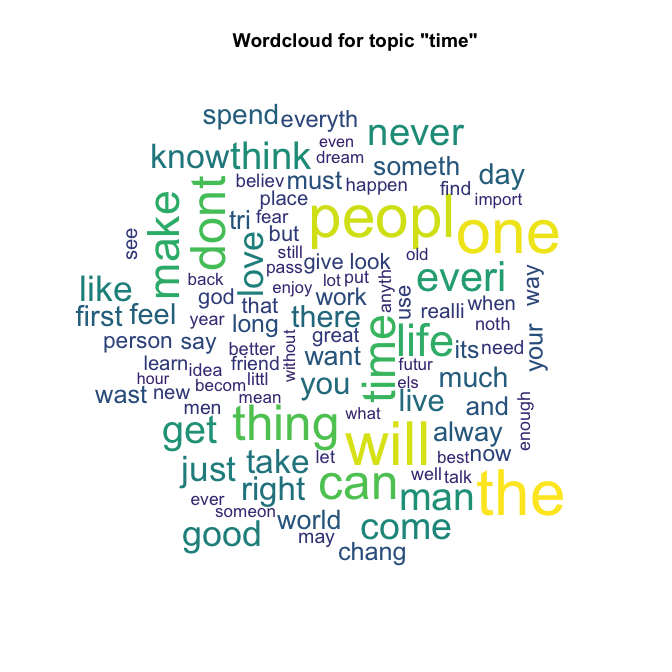 Wordcloud for topic "time"
spend everyth never
even
know think dream someth day
believ must happen find import
place
make dont tri fear peopl one
but
see love still give look old
pass
like back enjoy lot put anyth everi way
god that work use
first feel year long there realli when
great noth
person say better want time life its need your
learn idea friend without futur
hour becom littl you els much
wast new mean live and enough
men what
get thing will alway
just take let best now
right can well talk
ever man the
someon world come
good may
chang